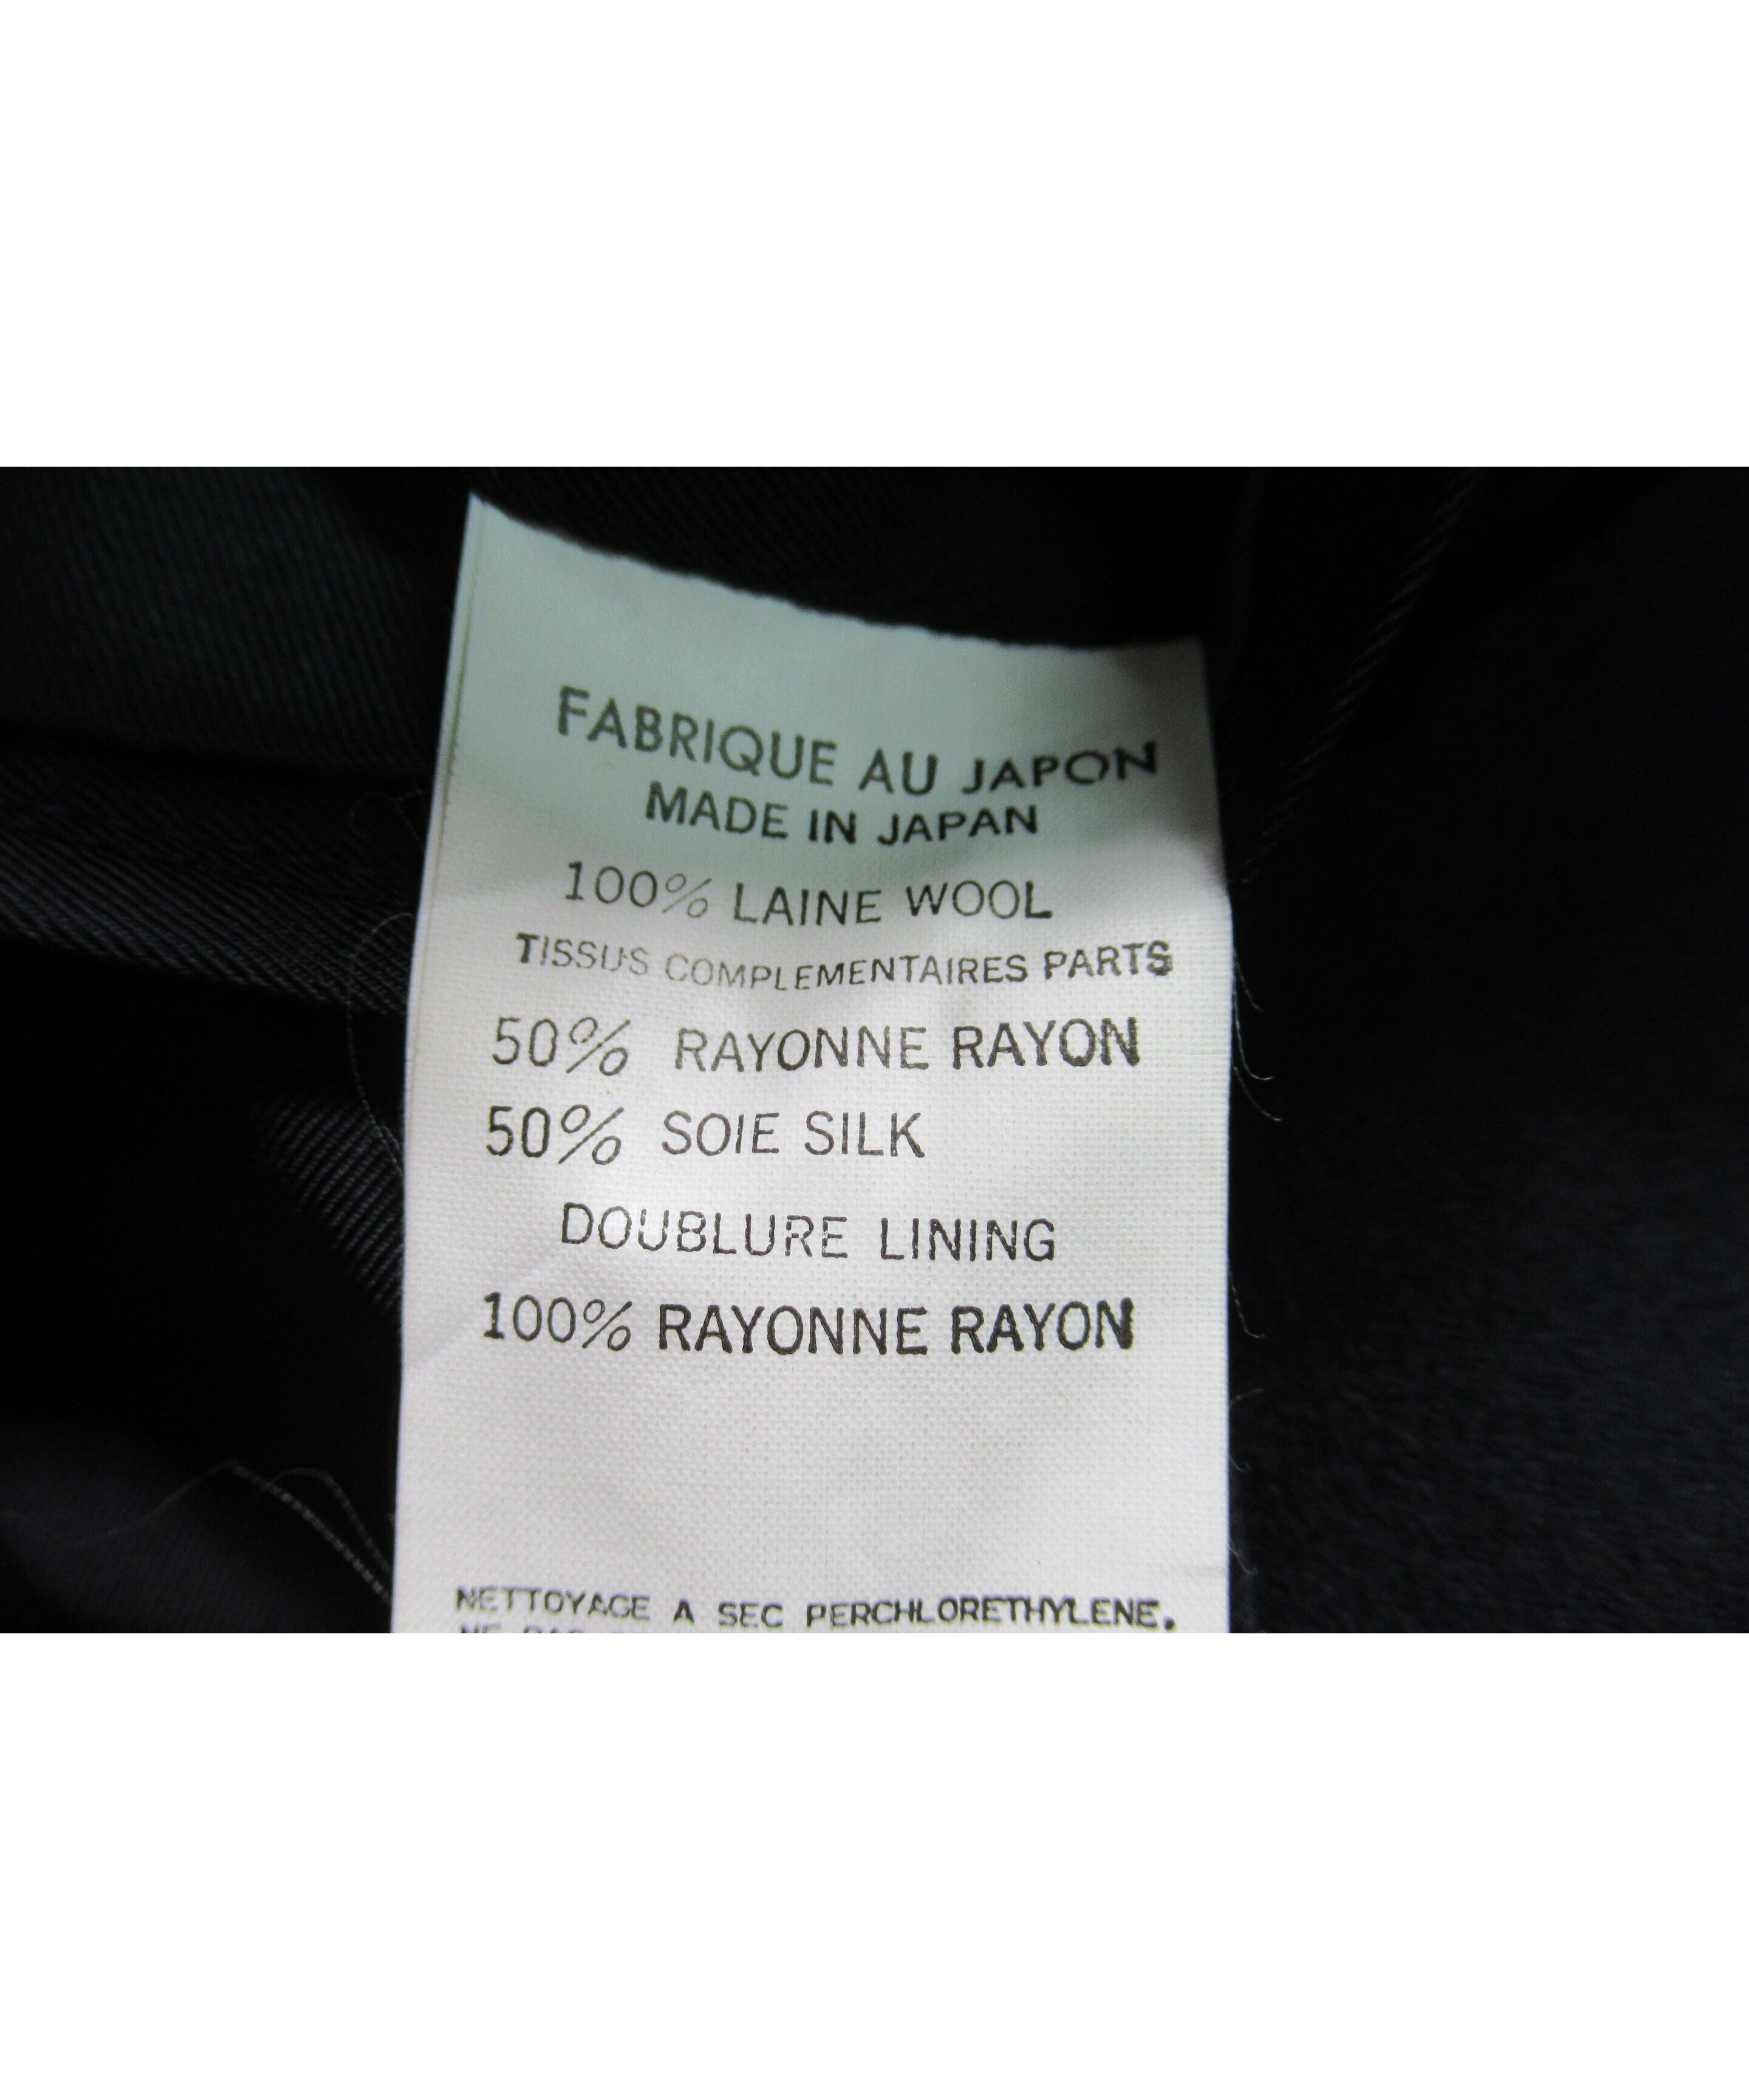 FABRIQUE AU JAPON
MADE IN JAPAN
100% LAINE WOOL
TISSUS COMPLEMENTAIRES PARTS
50% RAYONNE RAYON
50% SOIE SILK
DOUBLURE LINING
100% RAYONNE RAYON
NETTOYAGE A SEC PERCHLORETHYLENE.